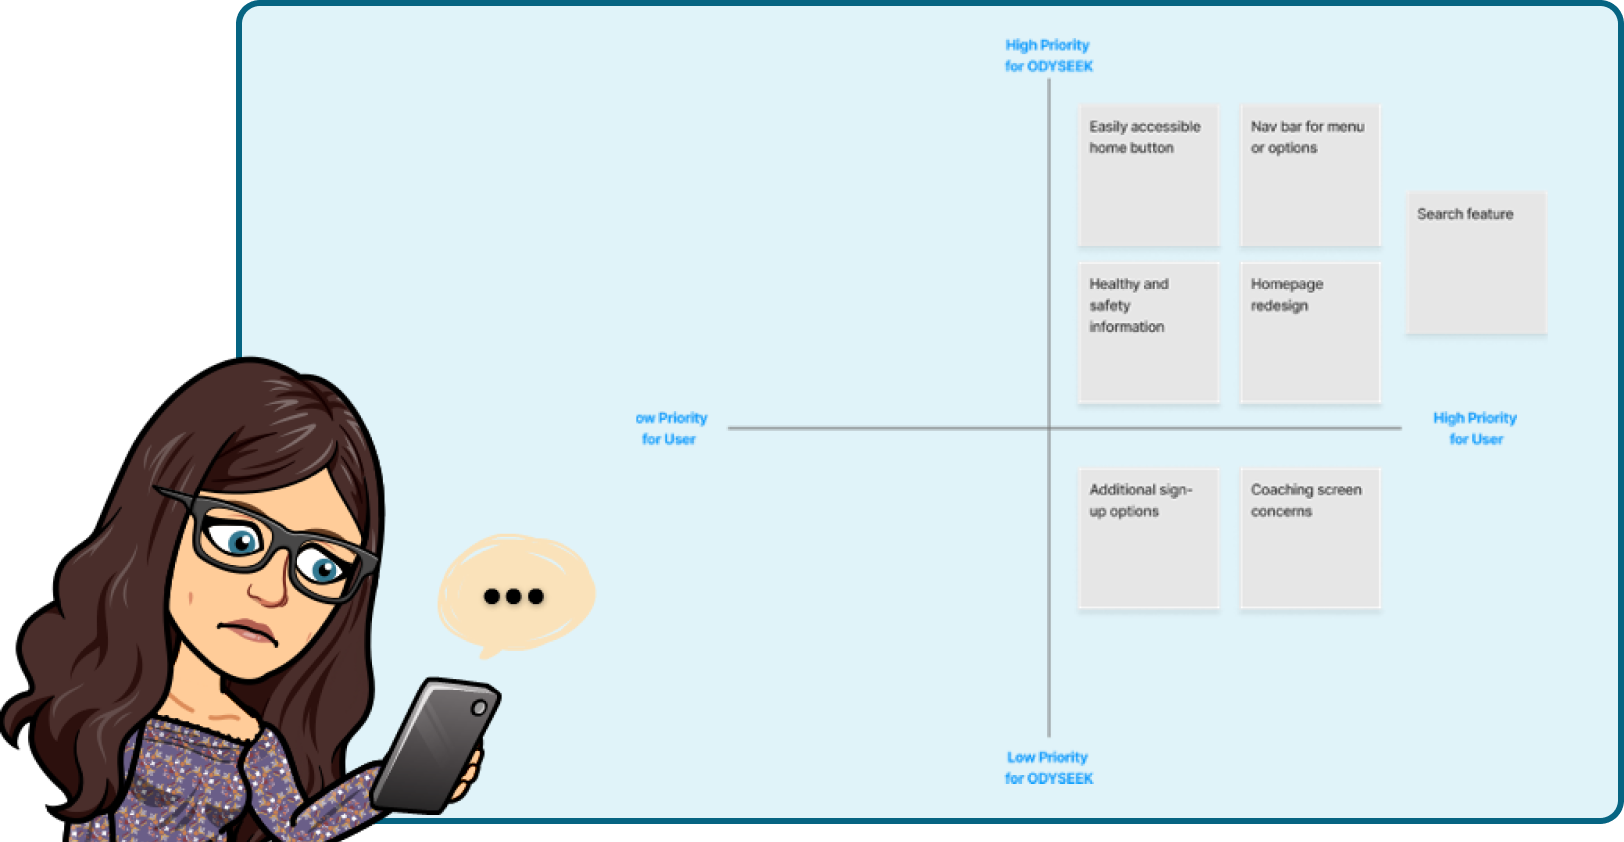 High Priority
for ODYSEEK
Easily accessible
home button
Nav bar for menu
or options
Search feature
Healthy and
safety
information
Homepage
redesign
ow Priority
for User
High Priority
for User
Additional sign-
up options
Coaching screen
concerns
Low Priority
for ODYSEEK